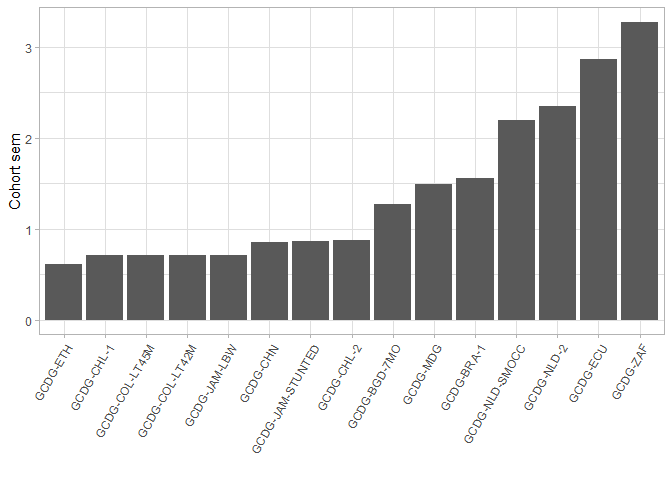 Cohort sem
3
2
1
0
GCDG-ETH
GCDG-CHL-1
GCDG-COL-LT45M
GCDG-COL-LT42M
GCDG-JAM-LBW
GCDG-CHN
GCDG-JAM-STUNTED
GCDG-CHL-2
GCDG-BGD-7MO
GCDG-MDG
GCDG-BRA-1
GCDG-NLD-SMOCC
GCDG-NLD-2
GCDG-ECU
GCDG-ZAF